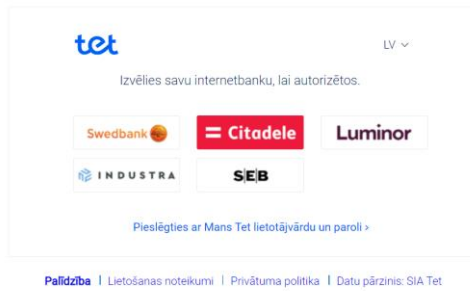 tet
LV
Izvēlies savu internetbanku, lai autorizētos.
Swedbank
Citadele
Luminor
INDUSTRA
SEB
Pieslēgties ar Mans Tet lietotājvārdu un paroli ›
Palīdzība | Lietošanas noteikumi | Privātuma politika | Datu pārzinis: SIA Tet